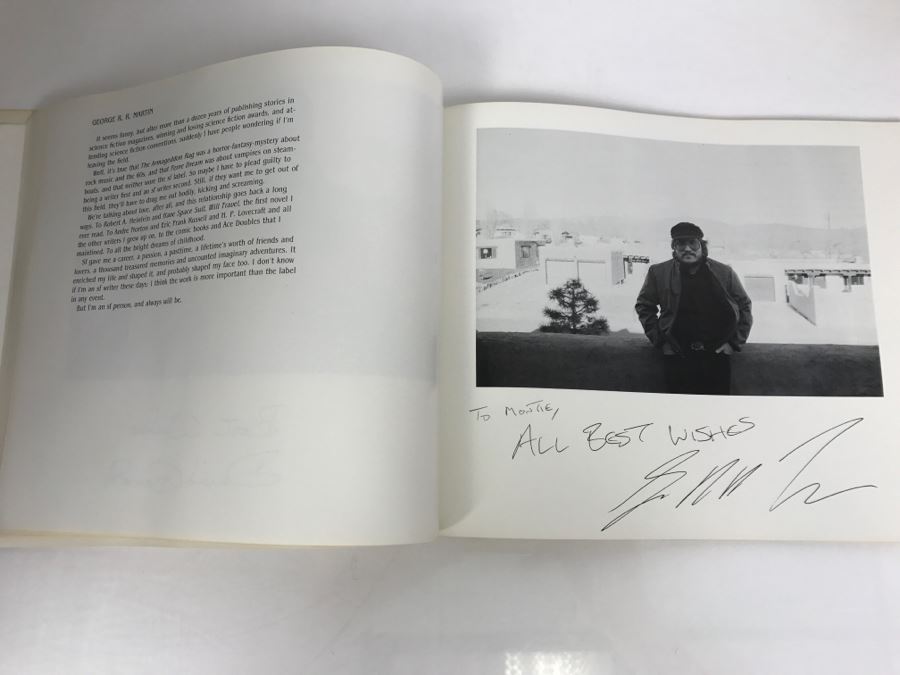 GEORGE R. R. MARTIN
It seems funny, but after more than a dozen years of publishing stories in
science fiction magazines, winning and losing science fiction awards, and at-
tending science fiction conventions, suddenly I have people wondering if I'm
leaving the field.
Well, it's true that The Armageddon Rag was a horror-fantasy-mystery about
rock music and the 60s, and that Fevre Dream was about vampires on steam-
boats, and that neither wore the sf label. So maybe I have to plead guilty to
being a writer first and an sf writer second. Still, if they want me to get out of
this field, they'll have to drag me out bodily, kicking and screaming.
We're talking about love, after all, and this relationship goes back a long
ways. To Robert A. Heinlein and Have Space Suit, Will Travel, the first novel I
ever read. To Andre Norton and Eric Frank Russell and H. P. Lovecraft and all
the other writers I grew up on, to the comic books and Ace Doubles that I
mainlined. To all the bright dreams of childhood.
Sf gave me a career, a passion, a pastime, a lifetime's worth of friends and
lovers, a thousand treasured memories and uncounted imaginary adventures. It
enriched my life and shaped it, and probably shaped my face too. I don't know
if I'm an sf writer these days; I think the work is more important than the label
in any event.
But I'm an sf person, and always will be.
TO MONTIE,
ALL BEST WISHES